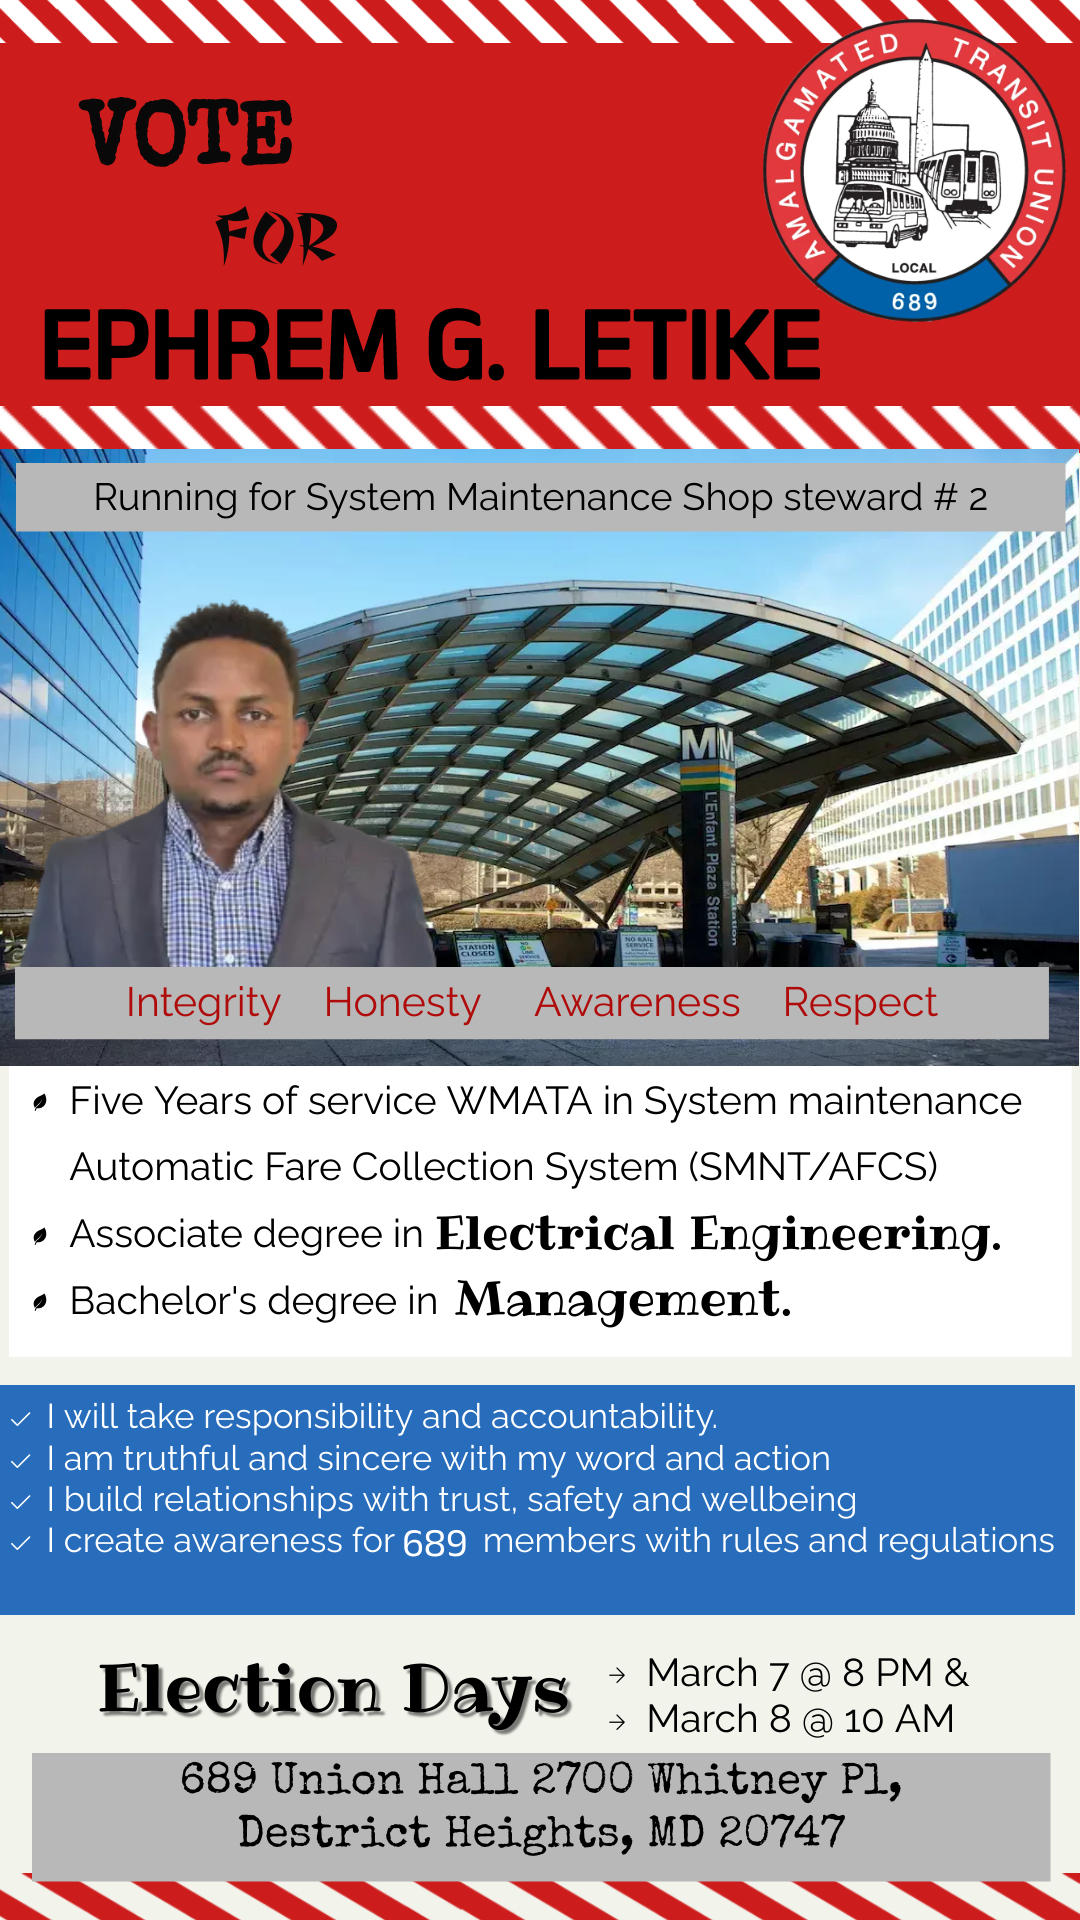 VOTE
FOR
EPHREM G. LETIKE
AMALGAMATED TRANSIT UNION
LOCAL
689
Running for System Maintenance Shop steward # 2
M M
L'Enfant Plaza Station
STATION
CLOSED
NO RAIL
SERVICE
Integrity Honesty Awareness Respect
Five Years of service WMATA in System maintenance
Automatic Fare Collection System (SMNT/AFCS)
Associate degree in Electrical Engineering.
Bachelor's degree in Management.
I will take responsibility and accountability.
I am truthful and sincere with my word and action
I build relationships with trust, safety and wellbeing
I create awareness for 689 members with rules and regulations
Election Days
March 7 @ 8 PM &
March 8 @ 10 AM
689 Union Hall 2700 Whitney Pl,
Destrict Heights, MD 20747